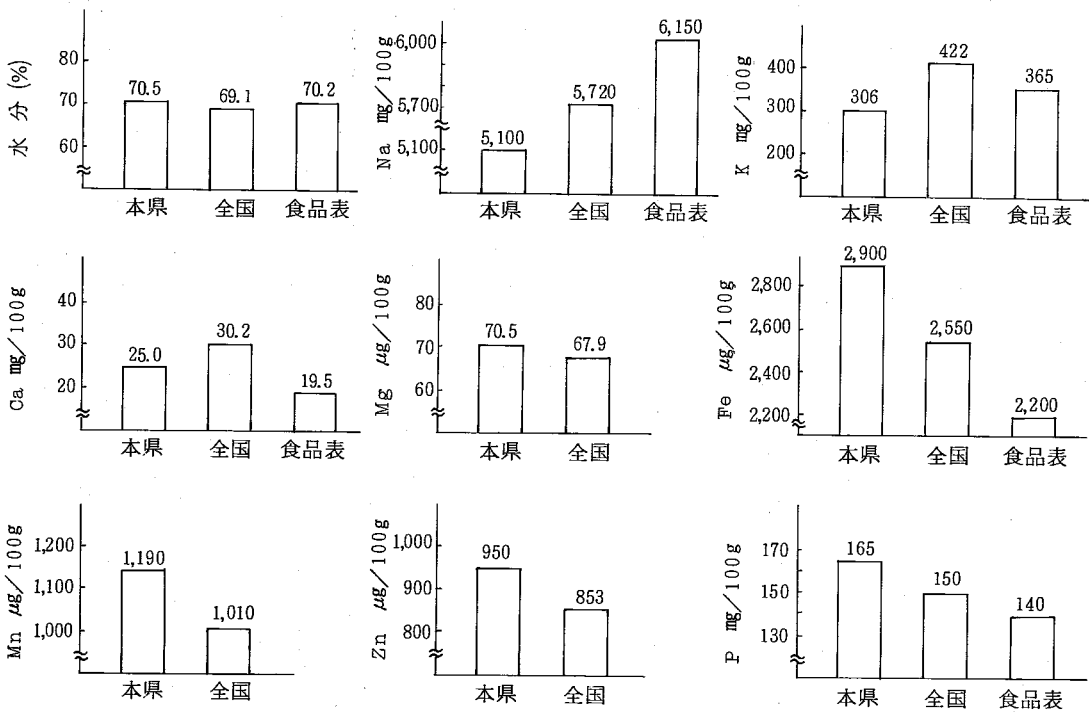 水分 (%)
80
70
60
70.5
69.1
70.2
本県
全国
食品表
Na mg/100g
6,000
5,700
5,100
5,100
5,720
6,150
本県
全国
食品表
K mg/100g
400
300
200
306
422
365
本県
全国
食品表
Ca mg/100g
40
30
20
25.0
30.2
19.5
本県
全国
食品表
Mg μg/100g
80
70
60
70.5
67.9
本県
全国
Fe μg/100g
2,800
2,600
2,400
2,200
2,900
2,550
2,200
本県
全国
食品表
Mn μg/100g
1,200
1,100
1,000
1,190
1,010
本県
全国
Zn μg/100g
1,000
900
800
950
853
本県
全国
P mg/100g
170
150
130
165
150
140
本県
全国
食品表